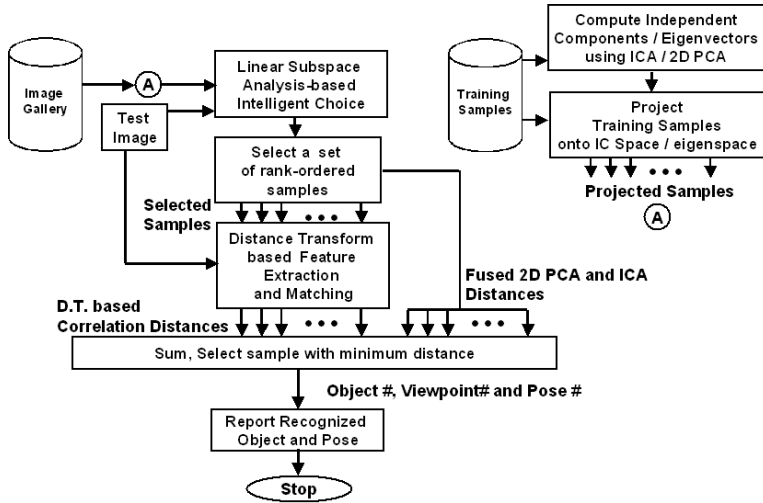 Image
Gallery
A
Test
Image
Linear Subspace
Analysis-based
Intelligent Choice
Select a set
of rank-ordered
samples
Selected
Samples
Distance Transform
based Feature
Extraction
and Matching
D.T. based
Correlation Distances
Fused 2D PCA and ICA
Distances
Sum, Select sample with minimum distance
Object #, Viewpoint# and Pose #
Report Recognized
Object and Pose
Stop
Training
Samples
Compute Independent
Components / Eigenvectors
using ICA / 2D PCA
Project
Training Samples
onto IC Space / eigenspace
Projected Samples
A